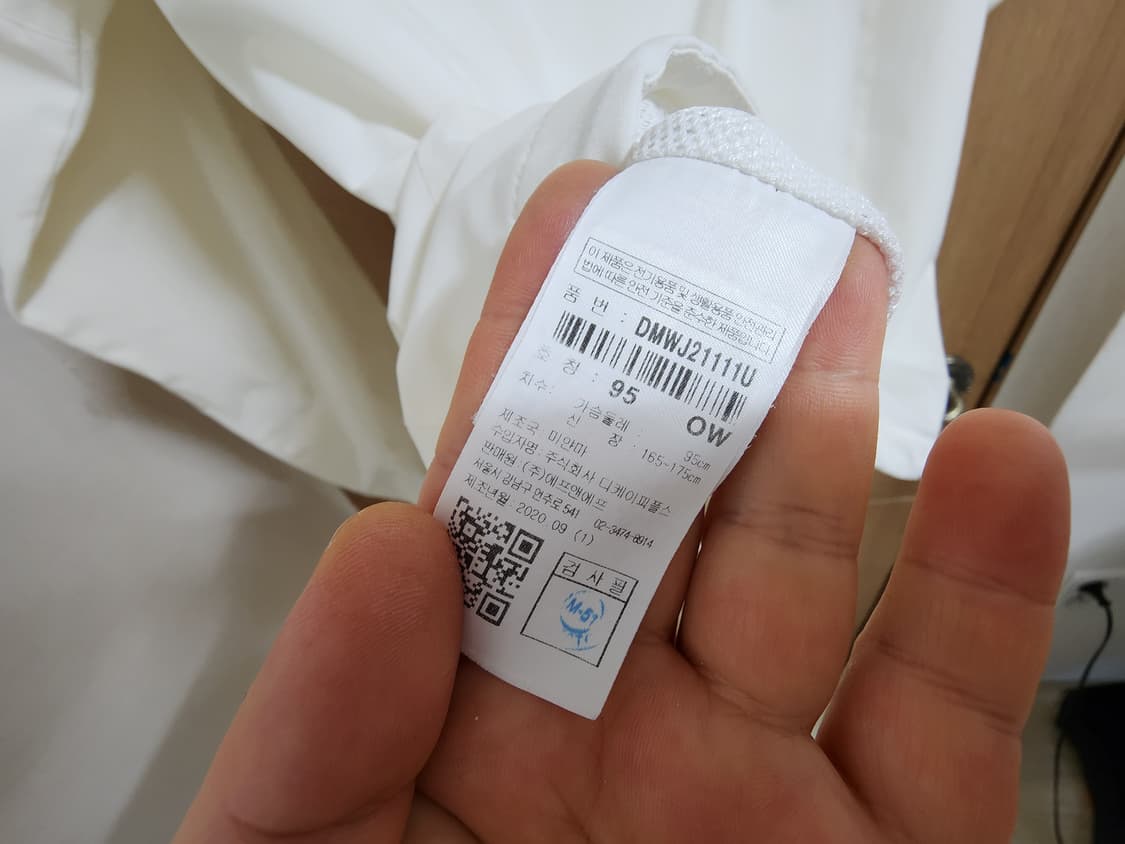 이 제품은 전기용품 및 생활용품 안전관리
법에 따른 안전 기준을 준수한 제품입니다
품 번 : DMWJ21111U
호 칭 : 95 OW
치수: 가슴둘레 : 95cm
신 장 : 165-175cm
제조국 : 미얀마
수입자명 : 주식회사 디케이피플스
판매원 : (주)에프앤에프
서울시 강남구 언주로 541 02-3474-8914
제조년월 : 2020 09 (1)
검 사 필
M-51